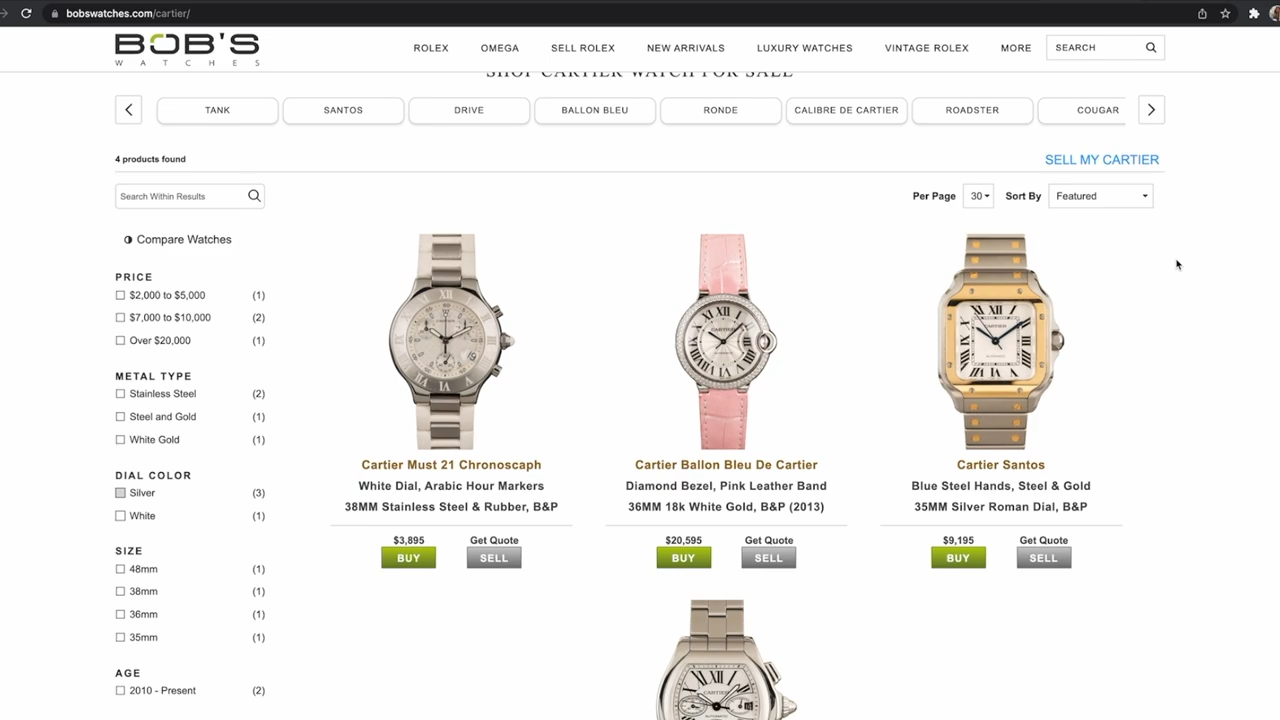 bobswatches.com/cartier/
BOB'S
WATCHES
ROLEX
OMEGA
SELL ROLEX
NEW ARRIVALS
LUXURY WATCHES
VINTAGE ROLEX
MORE
SEARCH
SHOP CARTIER WATCH FOR SALE
TANK
SANTOS
DRIVE
BALLON BLEU
RONDE
CALIBRE DE CARTIER
ROADSTER
COUGAR
4 products found
SELL MY CARTIER
Search Within Results
Per Page
30
Sort By
Featured
Compare Watches
PRICE
$2,000 to $5,000 (1)
$7,000 to $10,000 (2)
Over $20,000 (1)
METAL TYPE
Stainless Steel (2)
Steel and Gold (1)
White Gold (1)
DIAL COLOR
Silver (3)
White (1)
SIZE
48mm (1)
38mm (1)
36mm (1)
35mm (1)
AGE
2010 - Present (2)
Cartier Must 21 Chronoscaph
White Dial, Arabic Hour Markers
38MM Stainless Steel & Rubber, B&P
$3,895
BUY
Get Quote
SELL
Cartier Ballon Bleu De Cartier
Diamond Bezel, Pink Leather Band
36MM 18k White Gold, B&P (2013)
$20,595
BUY
Get Quote
SELL
Cartier Santos
Blue Steel Hands, Steel & Gold
35MM Silver Roman Dial, B&P
$9,195
BUY
Get Quote
SELL